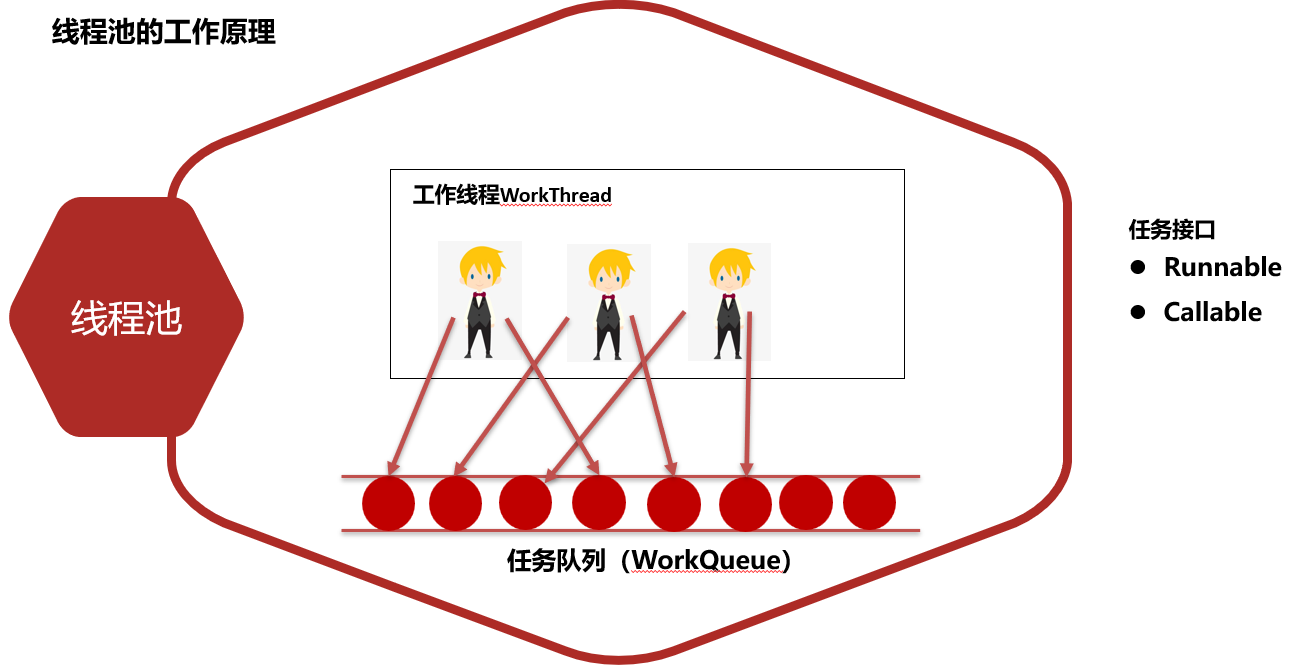 线程池的工作原理
工作线程WorkThread
线程池
任务接口
● Runnable
● Callable
任务队列（WorkQueue）